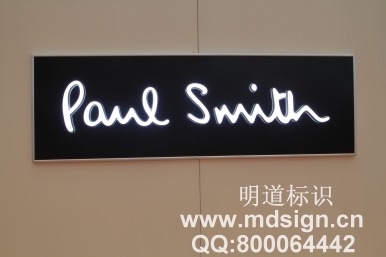 Paul Smith
明道标识
www.mdsign.cn
QQ:800064442